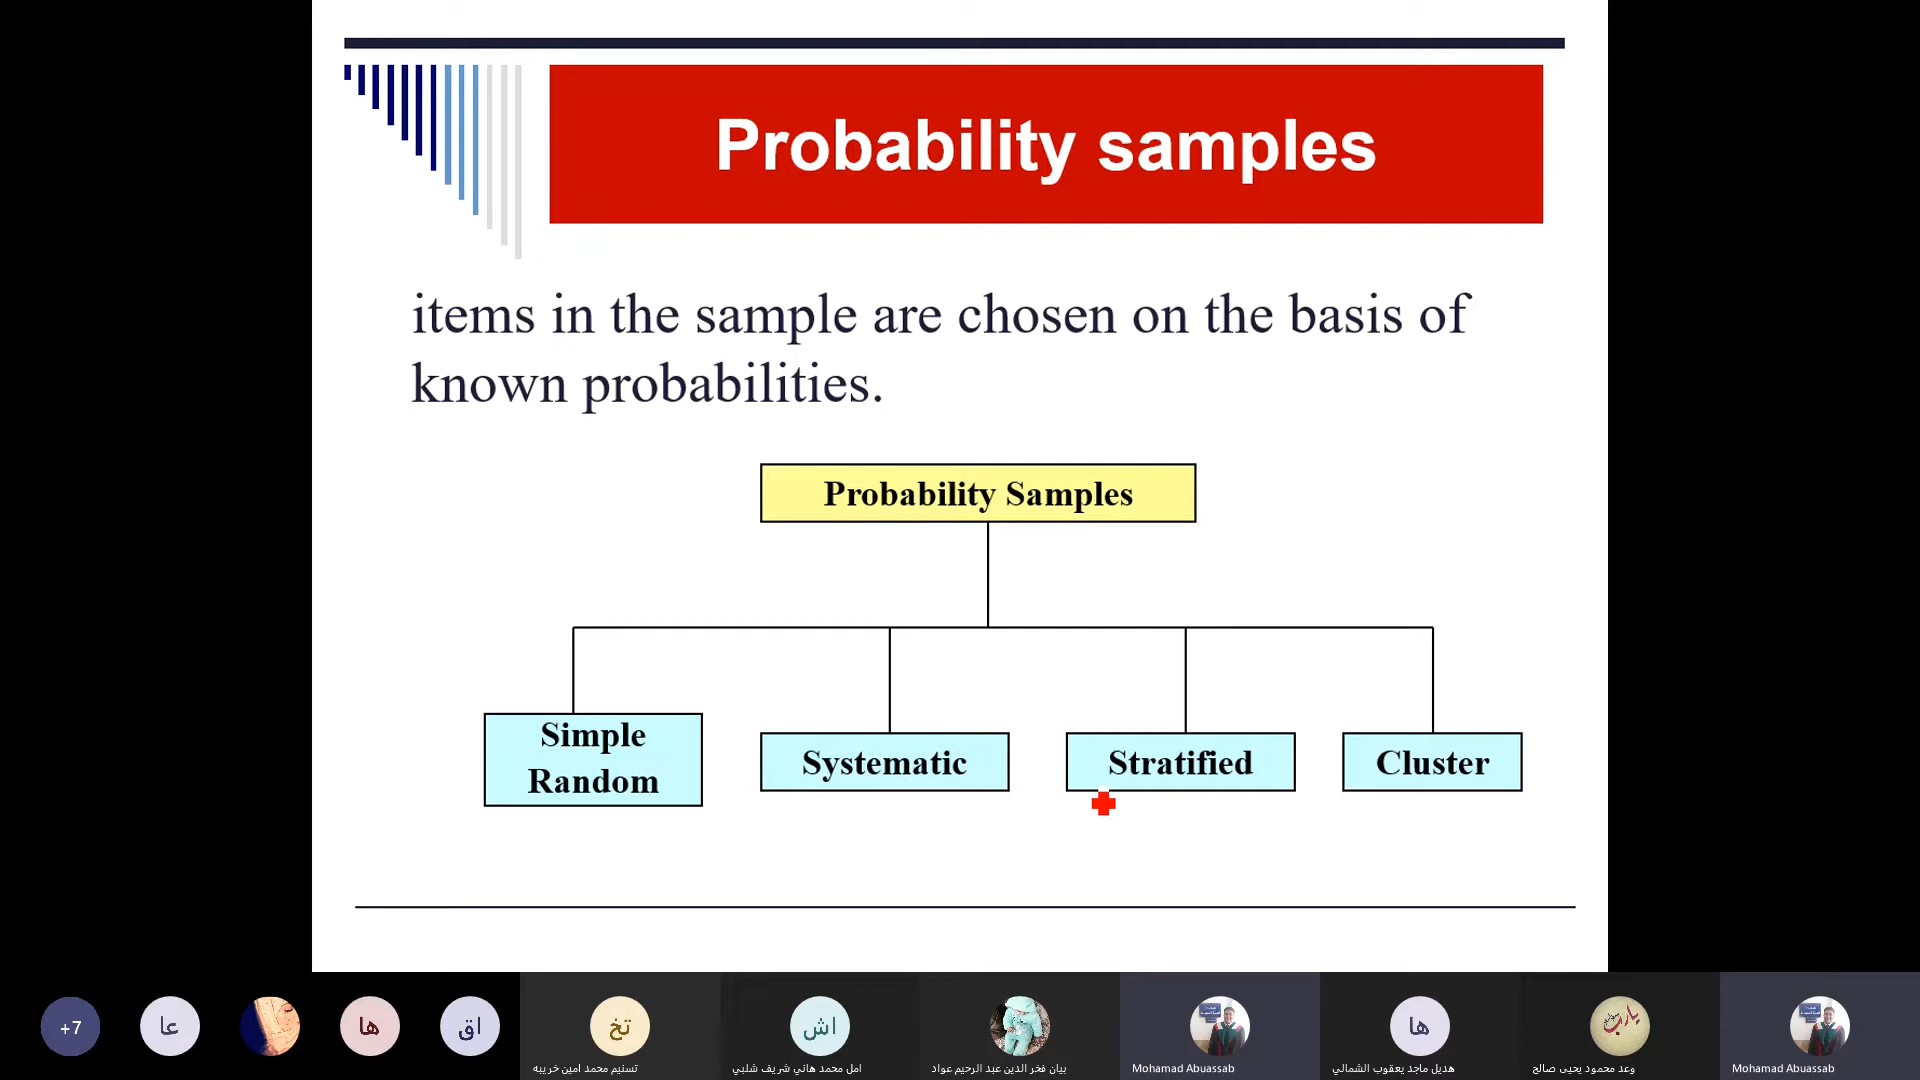 Probability samples
items in the sample are chosen on the basis of
known probabilities.
Probability Samples
Simple
Random
Systematic
Stratified
Cluster
+7
عا
ها
اق
تخ
تسنيم محمد امين خريبه
اش
امل محمد هاني شريف شلبي
بيان فخر الدين عبد الرحيم عواد
Mohamad Abuassab
ها
هديل ماجد يعقوب الشمالي
يارب
وعد محمود يحيى صالح
Mohamad Abuassab